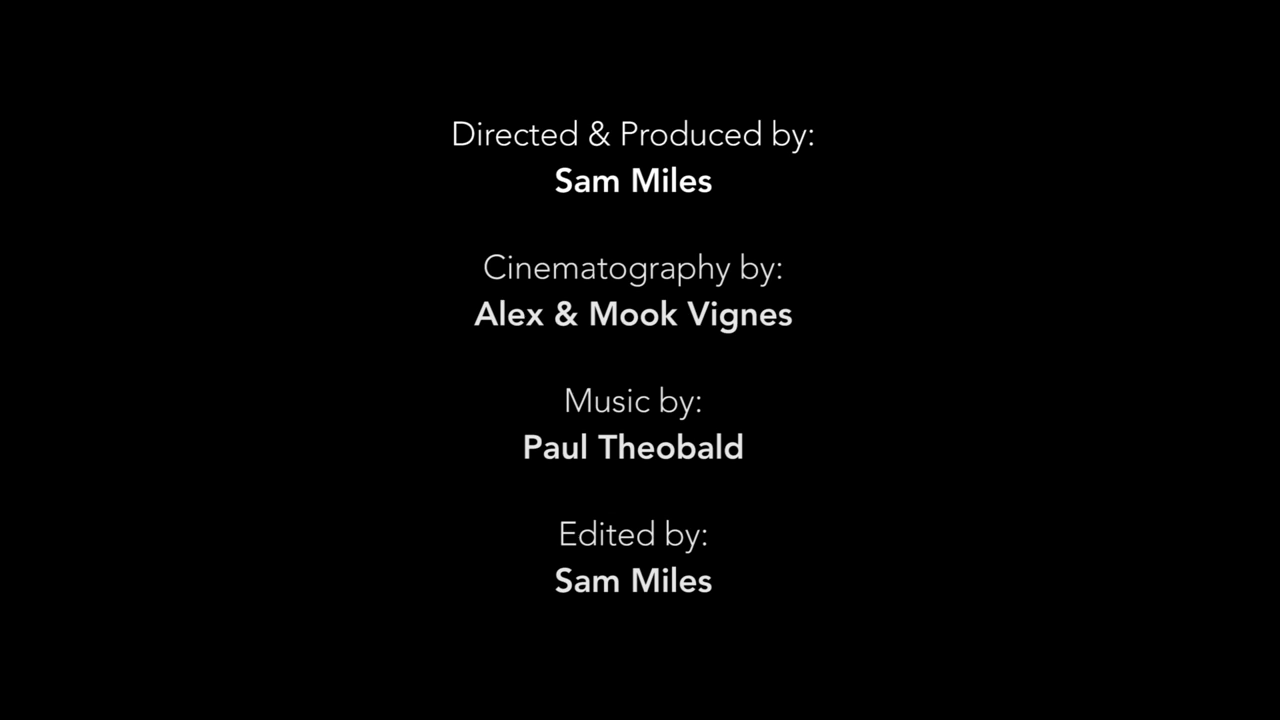 Directed & Produced by:
Sam Miles
Cinematography by:
Alex & Mook Vignes
Music by:
Paul Theobald
Edited by:
Sam Miles